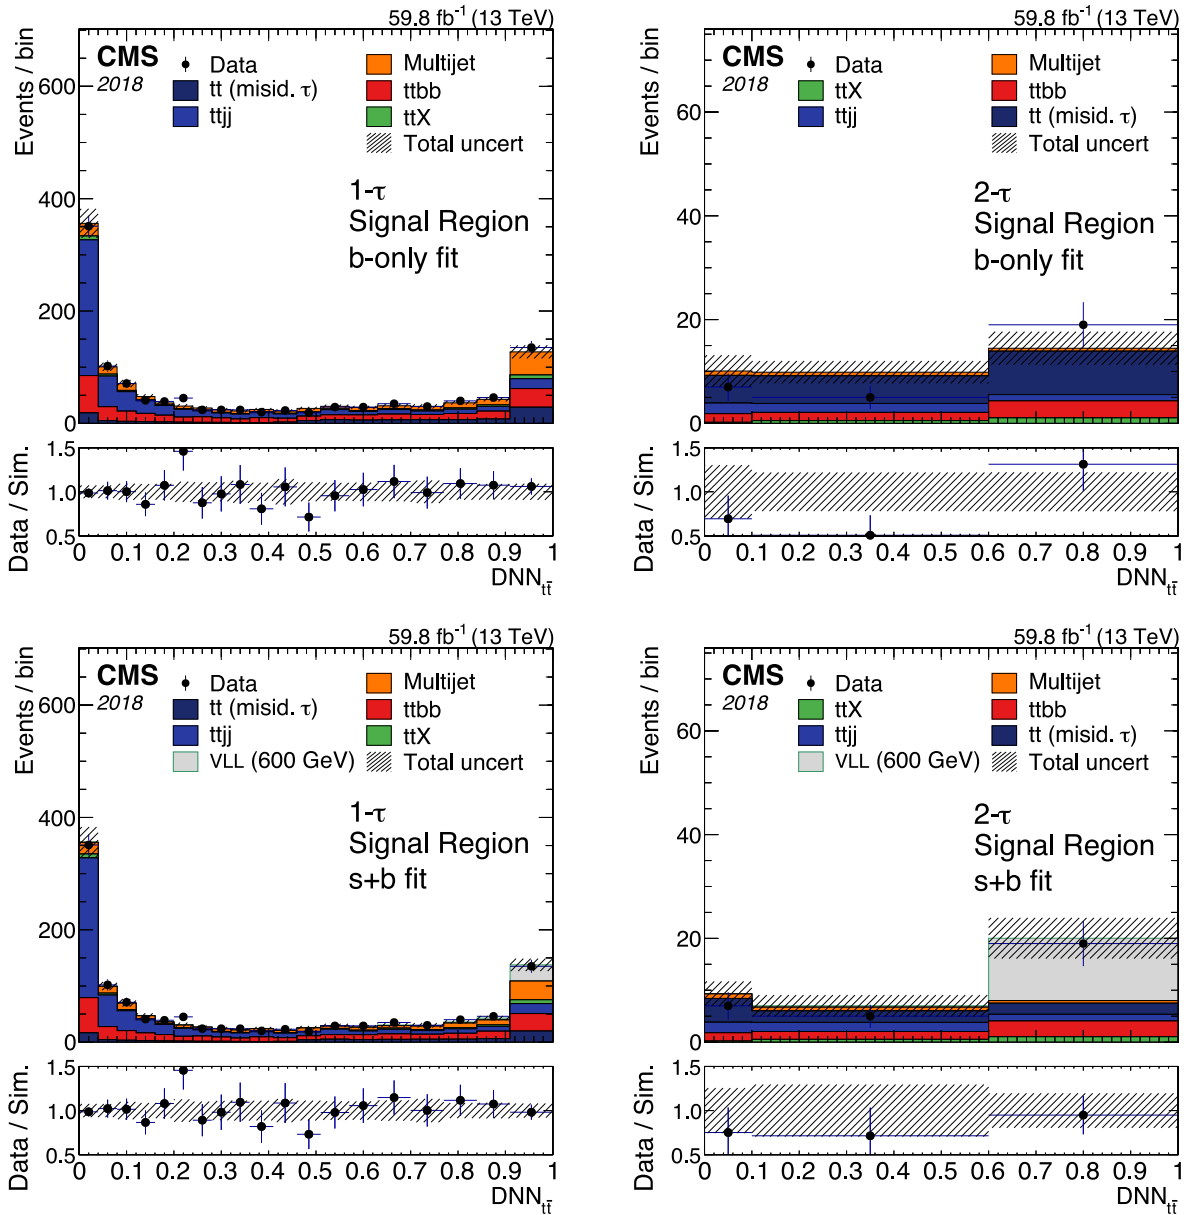 59.8 fb⁻¹ (13 TeV)
CMS
2018
Data
tt (misid. τ)
ttjj
Multijet
ttbb
ttX
Total uncert
1-τ
Signal Region
b-only fit
Events / bin
600
400
200
0
Data / Sim.
1.5
1.0
0.5
0 0.1 0.2 0.3 0.4 0.5 0.6 0.7 0.8 0.9 1
DNN_tt̄
59.8 fb⁻¹ (13 TeV)
CMS
2018
Data
ttX
ttjj
Multijet
ttbb
tt (misid. τ)
Total uncert
2-τ
Signal Region
b-only fit
Events / bin
60
40
20
0
Data / Sim.
1.5
1.0
0.5
0 0.1 0.2 0.3 0.4 0.5 0.6 0.7 0.8 0.9 1
DNN_tt̄
59.8 fb⁻¹ (13 TeV)
CMS
2018
Data
tt (misid. τ)
ttjj
VLL (600 GeV)
Multijet
ttbb
ttX
Total uncert
1-τ
Signal Region
s+b fit
Events / bin
600
400
200
0
Data / Sim.
1.5
1.0
0.5
0 0.1 0.2 0.3 0.4 0.5 0.6 0.7 0.8 0.9 1
DNN_tt̄
59.8 fb⁻¹ (13 TeV)
CMS
2018
Data
ttX
ttjj
VLL (600 GeV)
Multijet
ttbb
tt (misid. τ)
Total uncert
2-τ
Signal Region
s+b fit
Events / bin
60
40
20
0
Data / Sim.
1.5
1.0
0.5
0 0.1 0.2 0.3 0.4 0.5 0.6 0.7 0.8 0.9 1
DNN_tt̄